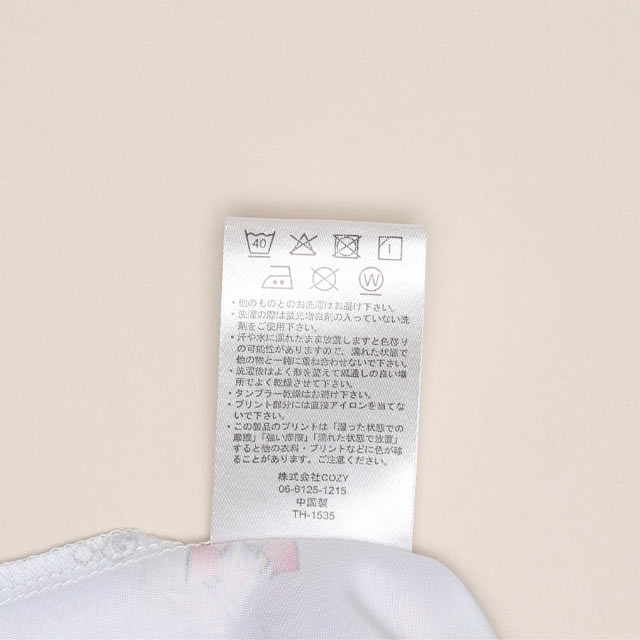 40
W
・他のものとのお洗濯はお避け下さい。
・洗濯の際は蛍光増白剤の入っていない洗
剤をご使用下さい。
・汗や水に濡れたまま放置しますと色移り
の可能性がありますので、濡れた状態で
他の物と一緒に重ね合わせないで下さい。
・洗濯後はよく形を整えて風通しの良い場
所でよく乾燥させて下さい。
・タンブラー乾燥はお避け下さい。
・プリント部分には直接アイロンを当てな
いで下さい。
・この製品のプリントは「湿った状態での
摩擦」「強い摩擦」「濡れた状態で放置」
すると他の衣料・プリントなどに色が移
ることがあります。ご注意ください。
株式会社COZY
06-6125-1215
中国製
TH-1535